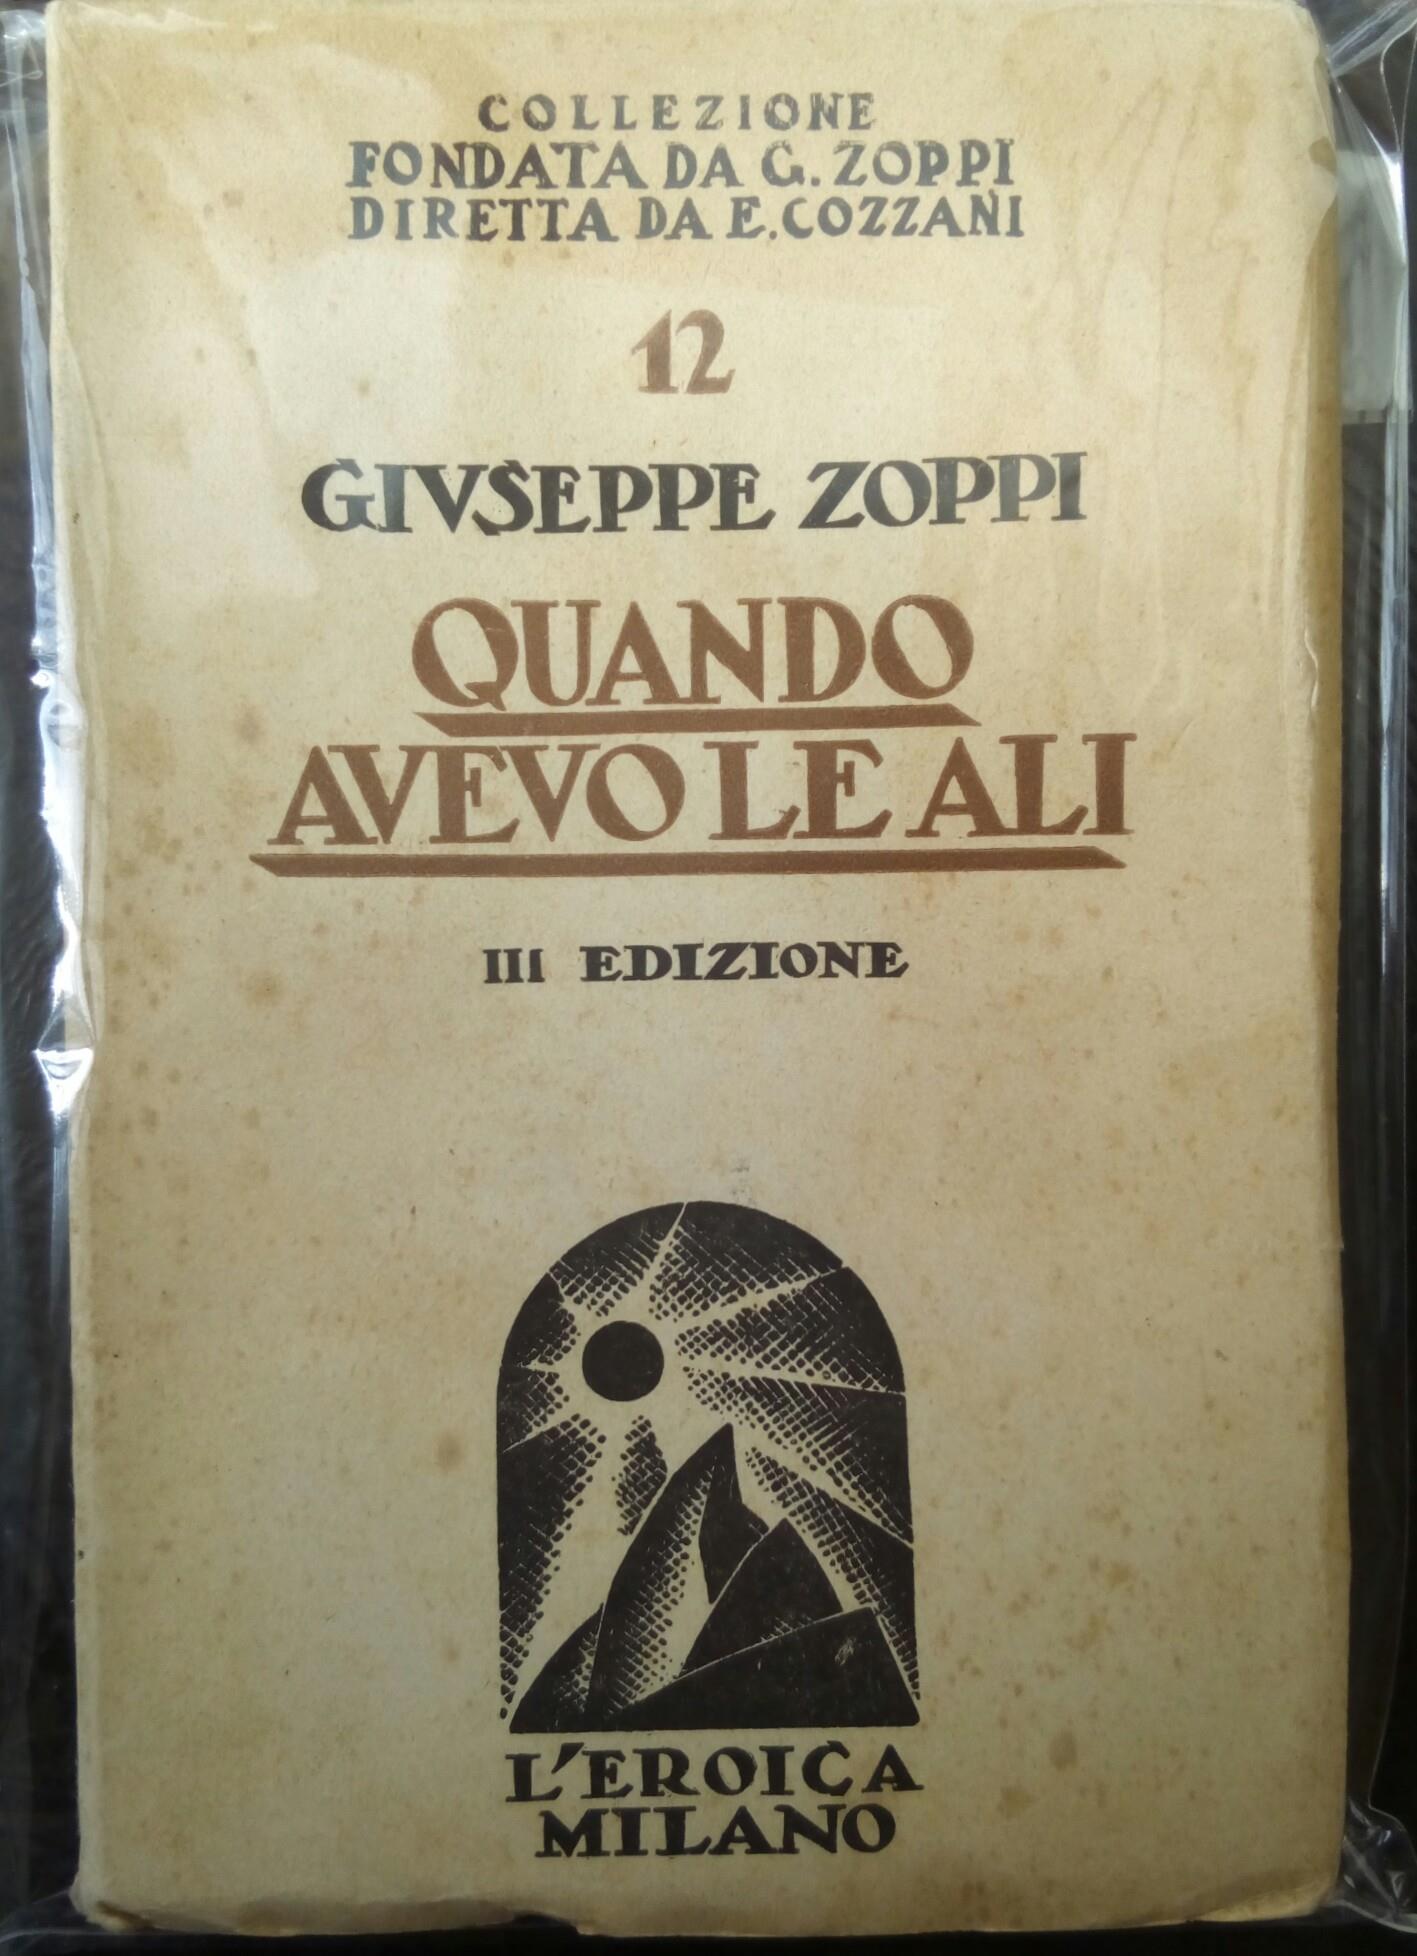 COLLEZIONE
FONDATA DA G. ZOPPI
DIRETTA DA E. COZZANI
12
GIVSEPPE ZOPPI
QUANDO
AVEVO LE ALI
III EDIZIONE
L'EROICA
MILANO